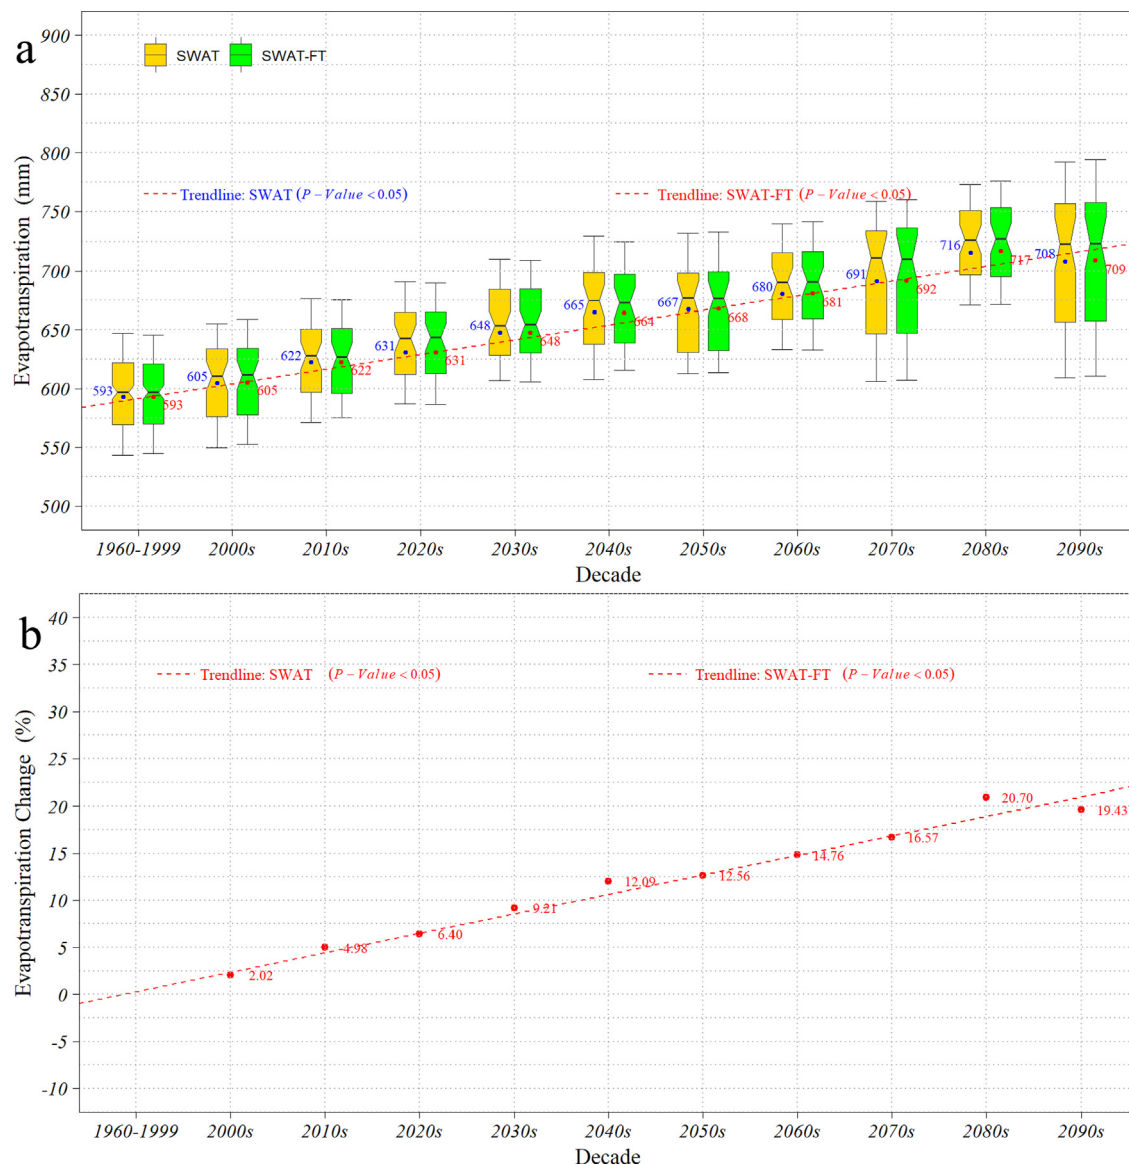 a
SWAT
SWAT-FT
900
850
800
750
700
650
600
550
500
Evapotranspiration (mm)
Trendline: SWAT (P-Value<0.05)
Trendline: SWAT-FT (P-Value<0.05)
593
593
605
605
622
622
631
631
648
648
665
664
667
668
680
681
691
692
716
717
708
709
1960-1999
2000s
2010s
2020s
2030s
2040s
2050s
2060s
2070s
2080s
2090s
Decade
b
40
35
30
25
20
15
10
5
0
-5
-10
Evapotranspiration Change (%)
Trendline: SWAT (P-Value<0.05)
Trendline: SWAT-FT (P-Value<0.05)
2.02
4.98
6.40
9.21
12.09
12.56
14.76
16.57
20.70
19.43
1960-1999
2000s
2010s
2020s
2030s
2040s
2050s
2060s
2070s
2080s
2090s
Decade